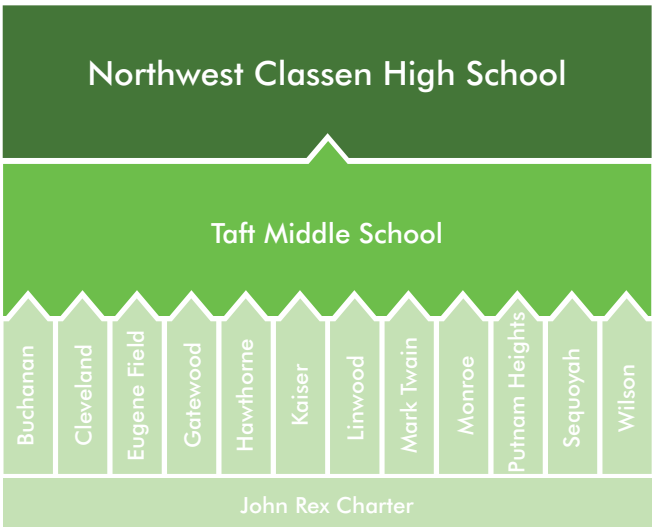 Northwest Classen High School
Taft Middle School
Buchanan
Cleveland
Eugene Field
Gatewood
Hawthorne
Kaiser
Linwood
Mark Twain
Monroe
Putnam Heights
Sequoyah
Wilson
John Rex Charter